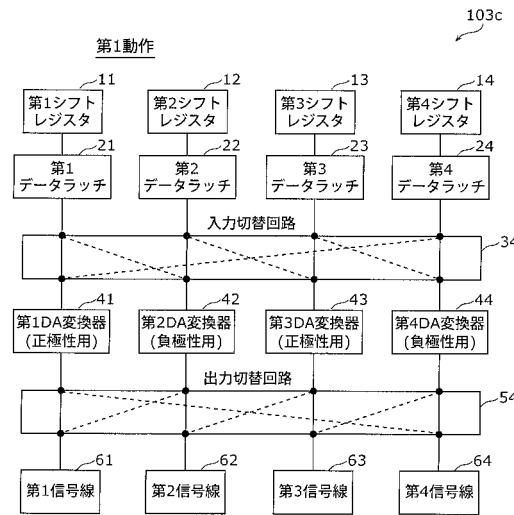 103c
第1動作
11
12
13
14
第1シフト
レジスタ
第2シフト
レジスタ
第3シフト
レジスタ
第4シフト
レジスタ
21
22
23
24
第1
データラッチ
第2
データラッチ
第3
データラッチ
第4
データラッチ
入力切替回路
34
41
42
43
44
第1DA変換器
(正極性用)
第2DA変換器
(負極性用)
第3DA変換器
(正極性用)
第4DA変換器
(負極性用)
出力切替回路
54
61
62
63
64
第1信号線
第2信号線
第3信号線
第4信号線